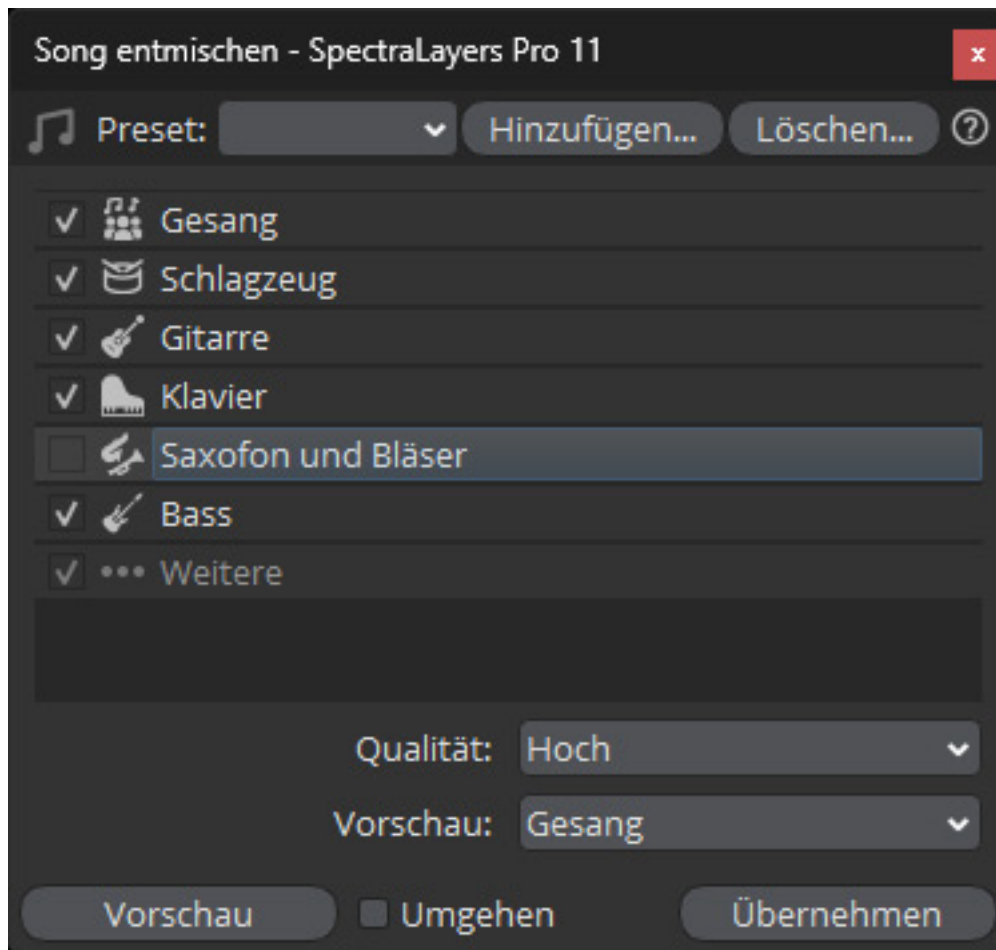 Song entmischen - SpectraLayers Pro 11 x
Preset: Hinzufügen... Löschen... ?
Gesang
Schlagzeug
Gitarre
Klavier
Saxofon und Bläser
Bass
Weitere
Qualität: Hoch
Vorschau: Gesang
Vorschau Umgehen Übernehmen